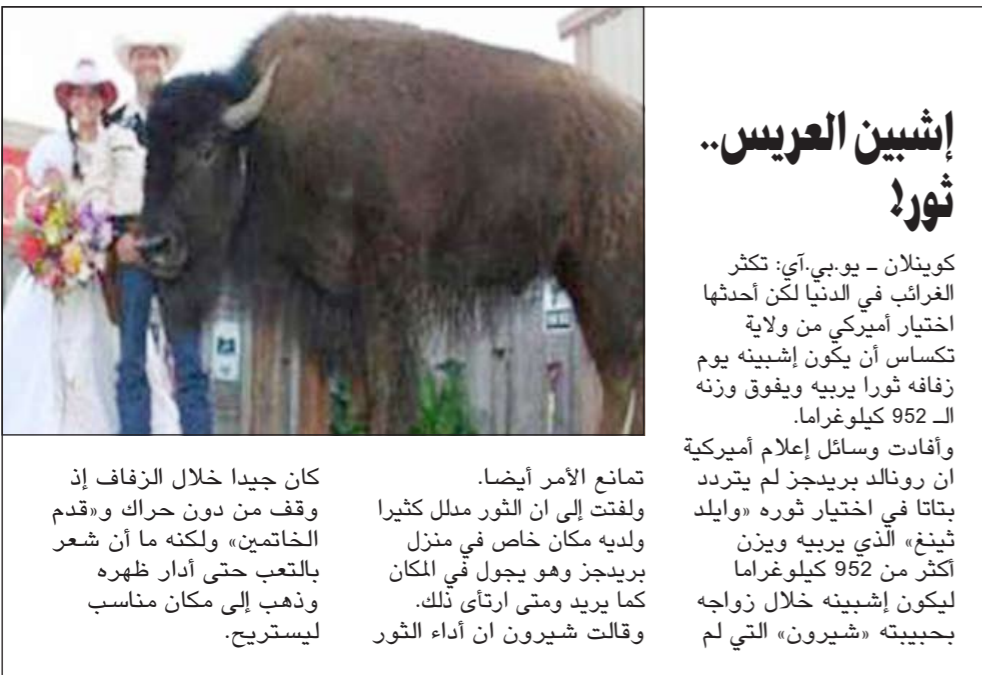 إشبين العريس..
ثور!
كوينلان ـ يو.بي.آي: تكثر
الغرائب في الدنيا لكن أحدثها
اختيار أميركي من ولاية
تكساس أن يكون إشبينه يوم
زفافه ثورا يربيه ويفوق وزنه
الـ 952 كيلوغراما.
وأفادت وسائل إعلام أميركية
ان رونالد بريدجز لم يتردد
بتاتا في اختيار ثوره «وايلد
ثينغ» الذي يربيه ويزن
أكثر من 952 كيلوغراما
ليكون إشبينه خلال زواجه
بحبيبته «شيرون» التي لم
تمانع الأمر أيضا.
ولفتت إلى ان الثور مدلل كثيرا
ولديه مكان خاص في منزل
بريدجز وهو يجول في المكان
كما يريد ومتى ارتأى ذلك.
وقالت شيرون ان أداء الثور
كان جيدا خلال الزفاف إذ
وقف من دون حراك و«قدم
الخاتمين» ولكنه ما أن شعر
بالتعب حتى أدار ظهره
وذهب إلى مكان مناسب
ليستريح.